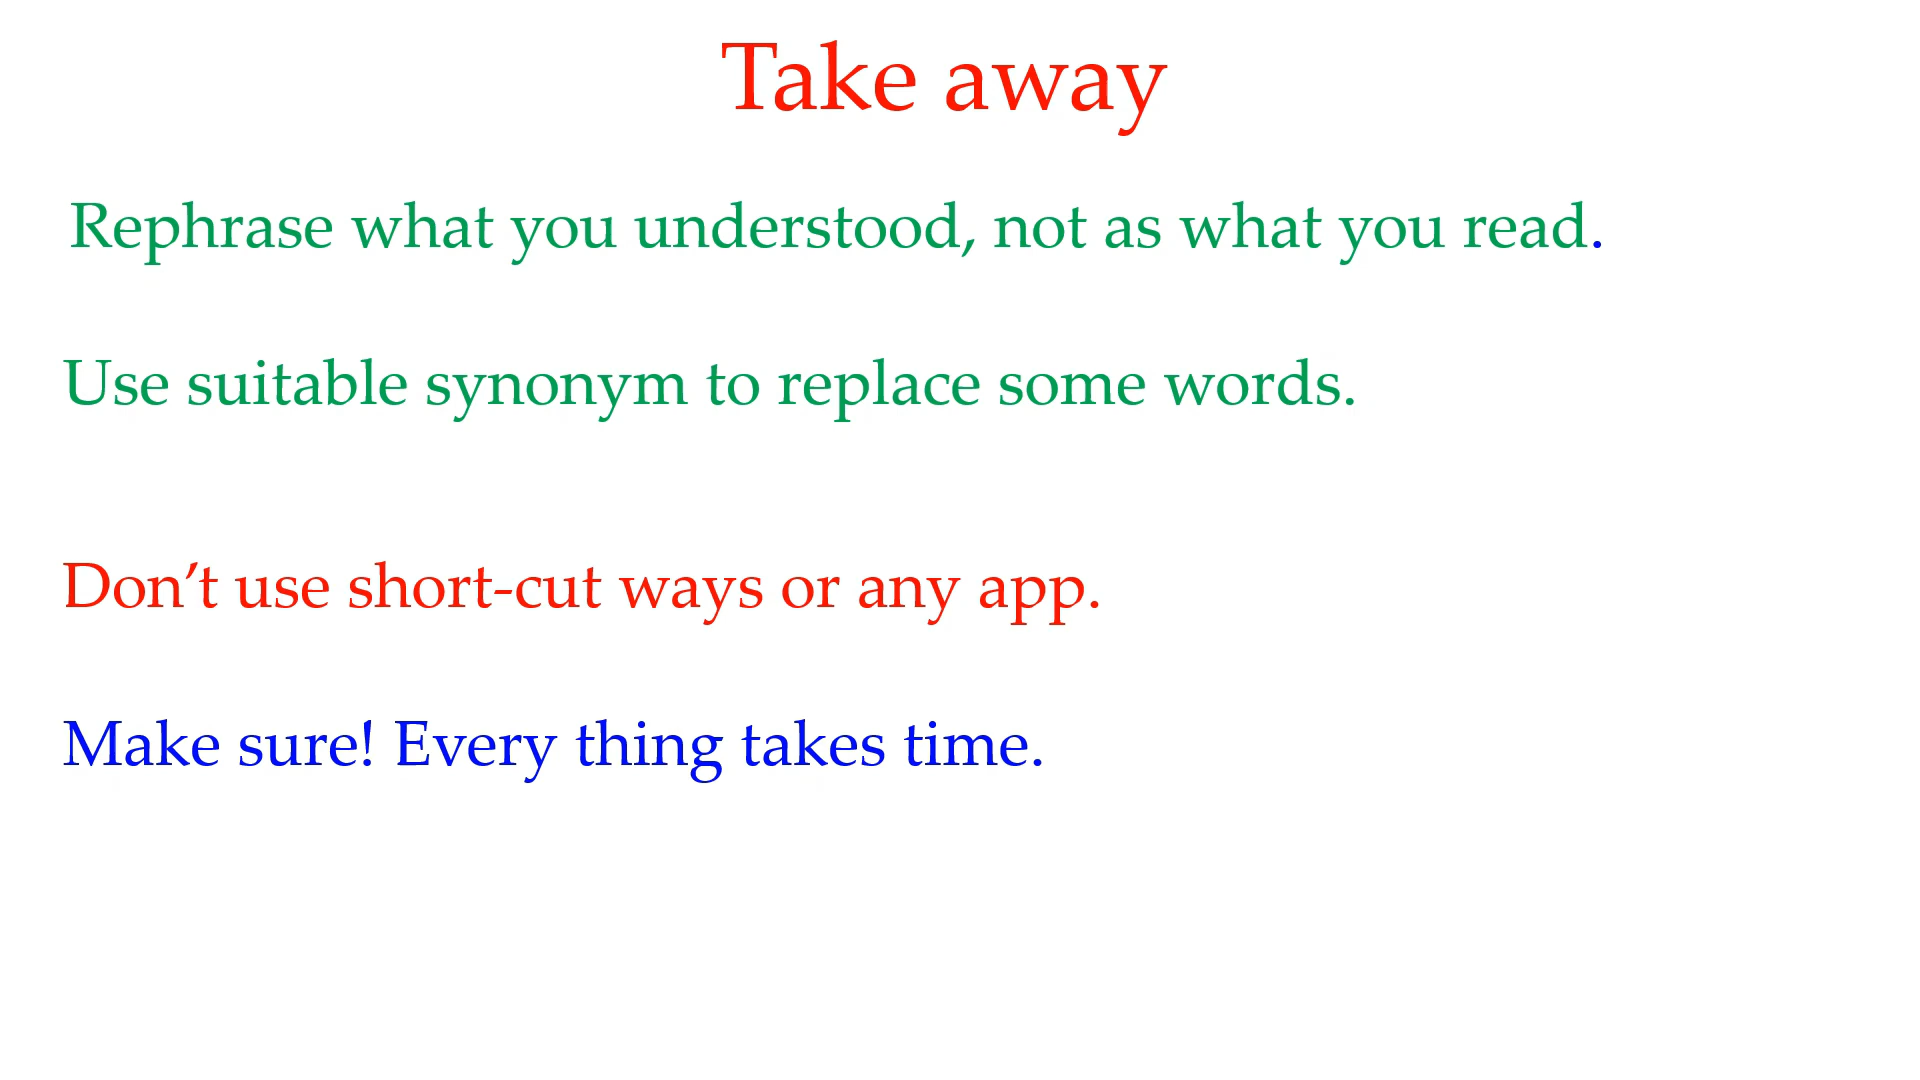 Take away
Rephrase what you understood, not as what you read.
Use suitable synonym to replace some words.
Don’t use short-cut ways or any app.
Make sure! Every thing takes time.